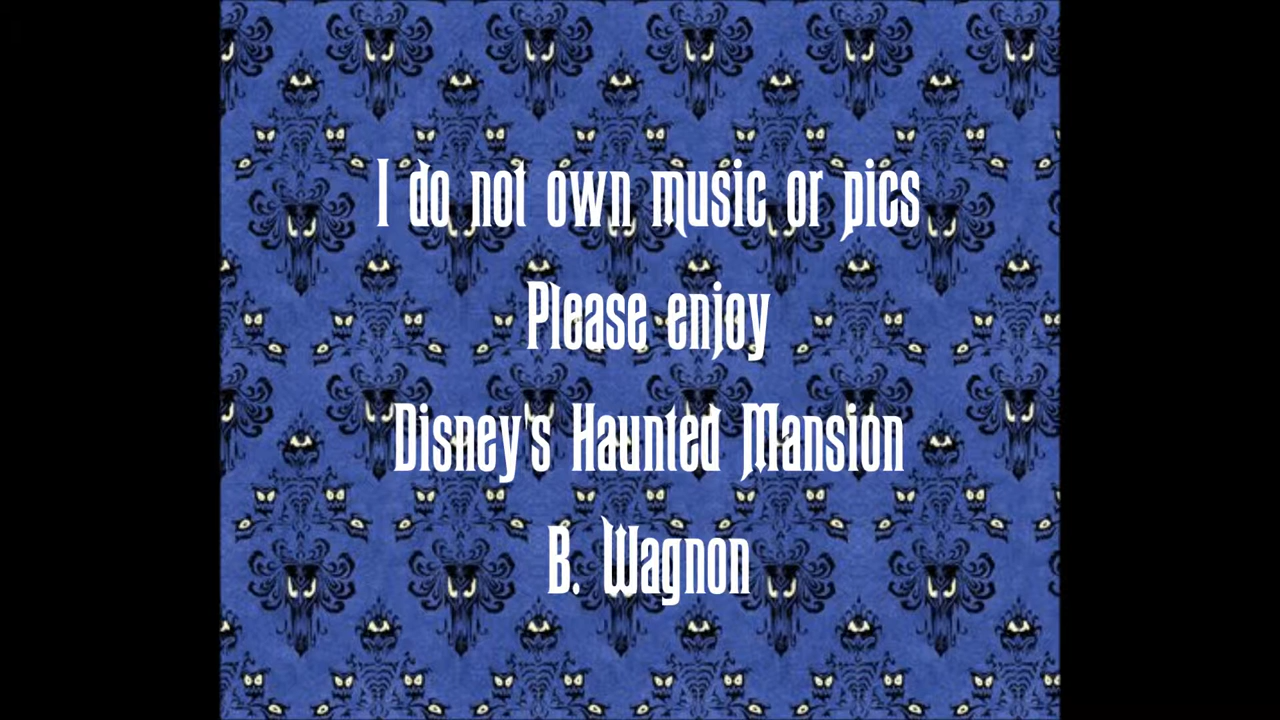 I do not own music or pics
Please enjoy
Disney's Haunted Mansion
B. Wagnon